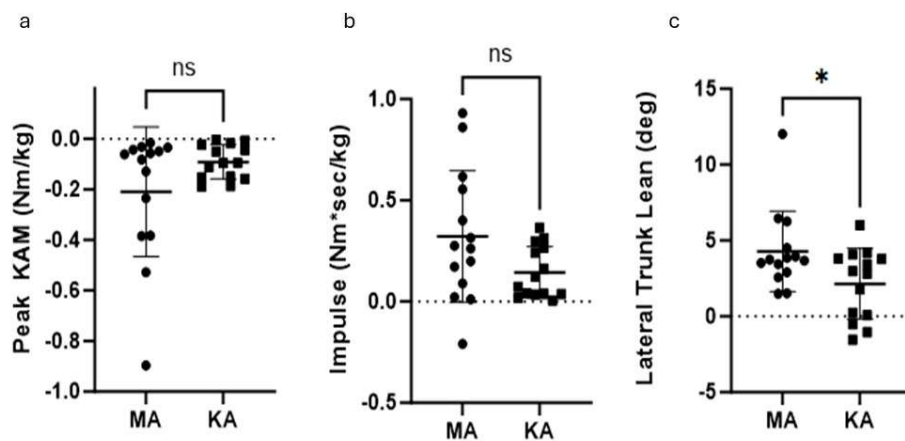 a
ns
Peak KAM (Nm/kg)
0.0
-0.2
-0.4
-0.6
-0.8
-1.0
MA
KA
b
ns
Impulse (Nm*sec/kg)
1.0
0.5
0.0
-0.5
MA
KA
c
*
Lateral Trunk Lean (deg)
15
10
5
0
-5
MA
KA